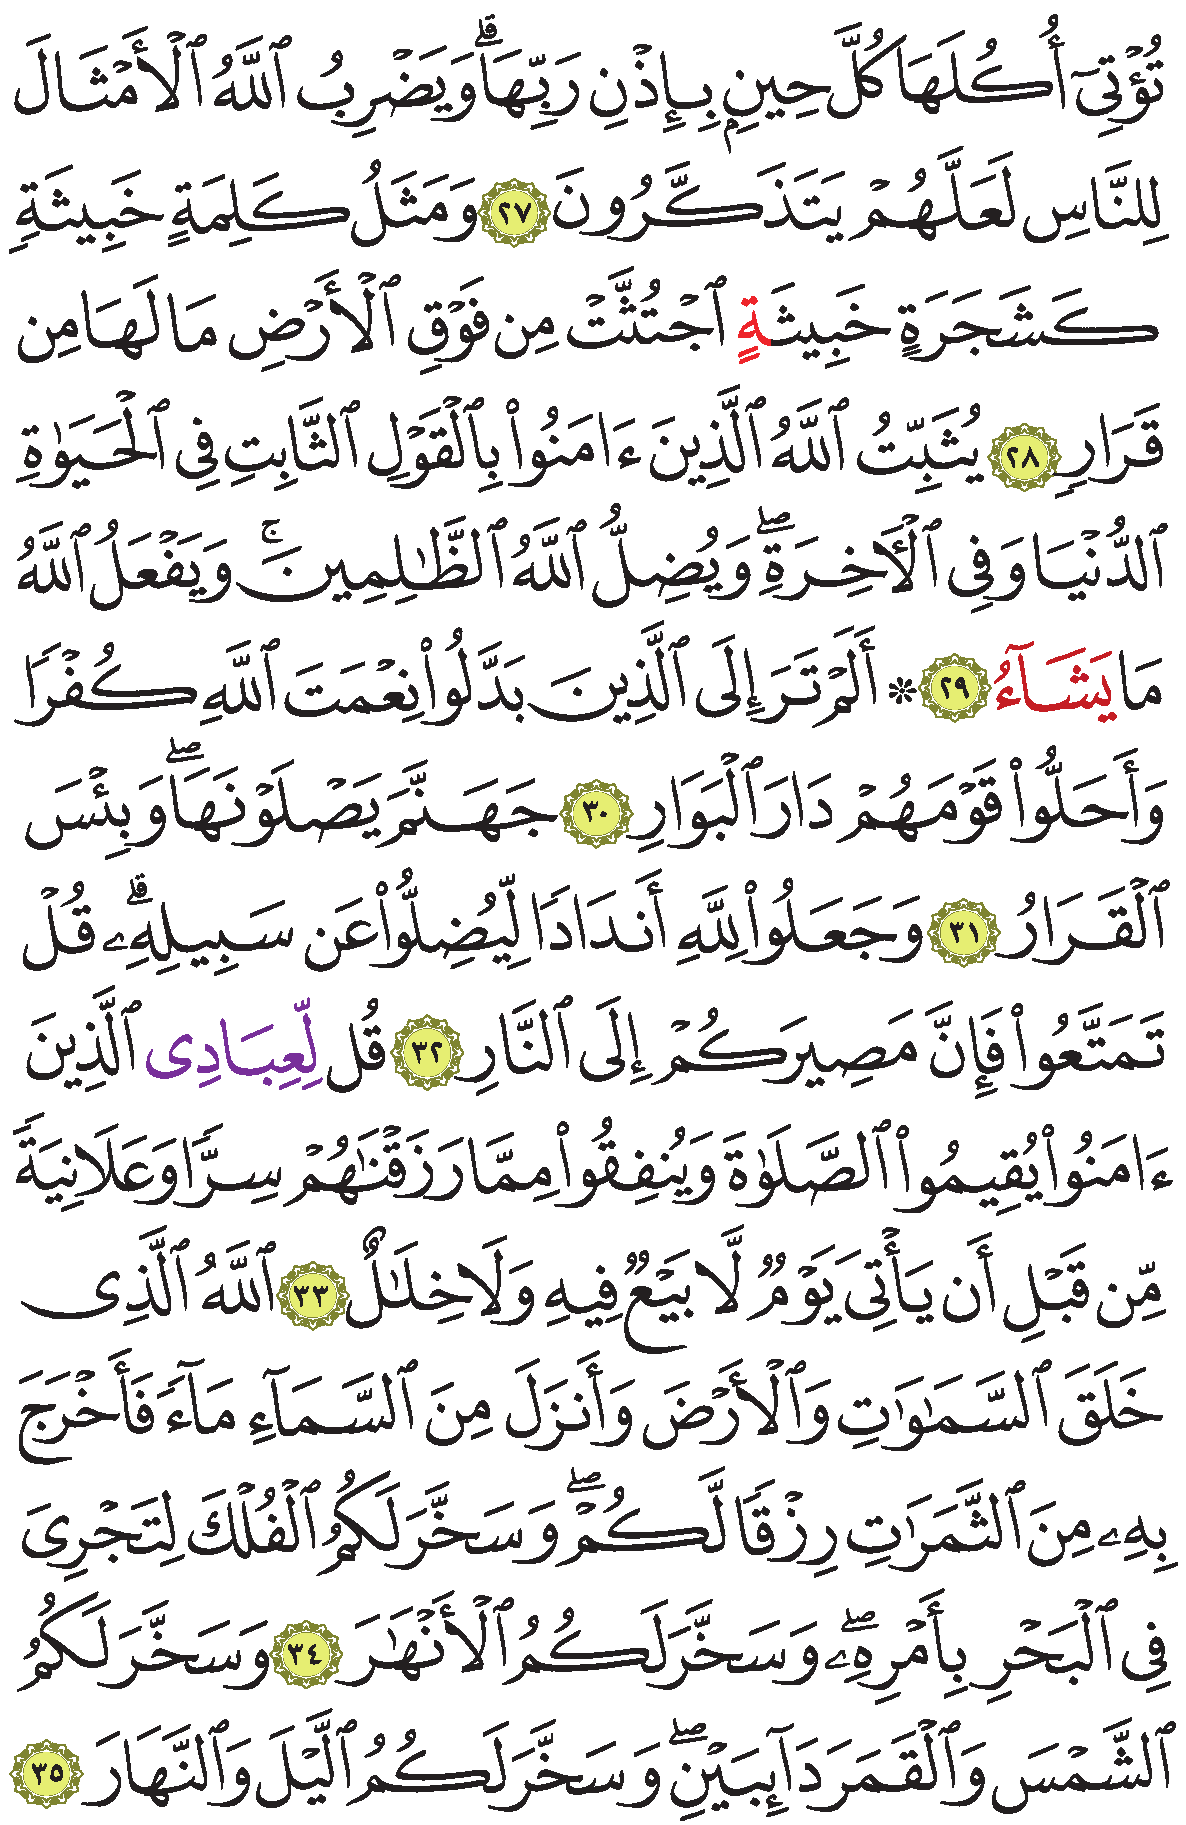 تُؤۡتِيٓ أُكُلَهَا كُلَّ حِينِۭ بِإِذۡنِ رَبِّهَاۗ وَيَضۡرِبُ ٱللَّهُ ٱلۡأَمۡثَالَ
لِلنَّاسِ لَعَلَّهُمۡ يَتَذَكَّرُونَ ٢٧ وَمَثَلُ كَلِمَةٍ خَبِيثَةٖ
كَشَجَرَةٍ خَبِيثَةٍ ٱجۡتُثَّتۡ مِن فَوۡقِ ٱلۡأَرۡضِ مَا لَهَا مِن
قَرَارٖ ٢٨ يُثَبِّتُ ٱللَّهُ ٱلَّذِينَ ءَامَنُواْ بِٱلۡقَوۡلِ ٱلثَّابِتِ فِي ٱلۡحَيَوٰةِ
ٱلدُّنۡيَا وَفِي ٱلۡأٓخِرَةِۖ وَيُضِلُّ ٱللَّهُ ٱلظَّٰلِمِينَۚ وَيَفۡعَلُ ٱللَّهُ
مَا يَشَآءُ ٢٩ ۞ أَلَمۡ تَرَ إِلَى ٱلَّذِينَ بَدَّلُواْ نِعۡمَتَ ٱللَّهِ كُفۡرٗا
وَأَحَلُّواْ قَوۡمَهُمۡ دَارَ ٱلۡبَوَارِ ٣٠ جَهَنَّمَ يَصۡلَوۡنَهَاۖ وَبِئۡسَ
ٱلۡقَرَارُ ٣١ وَجَعَلُواْ لِلَّهِ أَندَادٗا لِّيُضِلُّواْ عَن سَبِيلِهِۦۗ قُلۡ
تَمَتَّعُواْ فَإِنَّ مَصِيرَكُمۡ إِلَى ٱلنَّارِ ٣٢ قُل لِّعِبَادِيَ ٱلَّذِينَ
ءَامَنُواْ يُقِيمُواْ ٱلصَّلَوٰةَ وَيُنفِقُواْ مِمَّا رَزَقۡنَٰهُمۡ سِرّٗا وَعَلَانِيَةٗ
مِّن قَبۡلِ أَن يَأۡتِيَ يَوۡمٞ لَّا بَيۡعٞ فِيهِ وَلَا خِلَٰلٌ ٣٣ ٱللَّهُ ٱلَّذِي
خَلَقَ ٱلسَّمَٰوَٰتِ وَٱلۡأَرۡضَ وَأَنزَلَ مِنَ ٱلسَّمَآءِ مَآءٗ فَأَخۡرَجَ
بِهِۦ مِنَ ٱلثَّمَرَٰتِ رِزۡقٗا لَّكُمۡۖ وَسَخَّرَ لَكُمُ ٱلۡفُلۡكَ لِتَجۡرِيَ
فِي ٱلۡبَحۡرِ بِأَمۡرِهِۦۖ وَسَخَّرَ لَكُمُ ٱلۡأَنۡهَٰرَ ٣٤ وَسَخَّرَ لَكُمُ
ٱلشَّمۡسَ وَٱلۡقَمَرَ دَآئِبَيۡنِۖ وَسَخَّرَ لَكُمُ ٱلَّيۡلَ وَٱلنَّهَارَ ٣٥